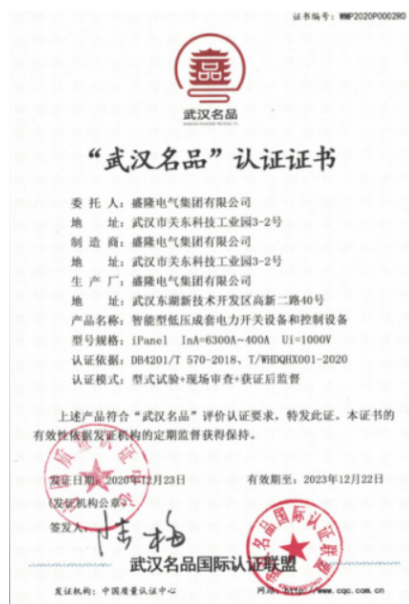 证书编号：WMP2020P0002R0
武汉名品
“武汉名品”认证证书
委 托 人：盛隆电气集团有限公司
地 址：武汉市关东科技工业园3-2号
制 造 商：盛隆电气集团有限公司
地 址：武汉市关东科技工业园3-2号
生 产 厂：盛隆电气集团有限公司
地 址：武汉东湖新技术开发区高新二路40号
产品名称：智能型低压成套电力开关设备和控制设备
型号规格：iPanel InA=6300A~400A Ui=1000V
认证依据：DB4201/T 570-2018、T/WHDQHX001-2020
认证模式：型式试验+现场审查+获证后监督
上述产品符合“武汉名品”评价认证要求，特发此证。本证书的
有效性依据发证机构的定期监督获得保持。
发证日期：2020年12月23日 有效期至：2023年12月22日
(发证机构公章)
签发人：
武汉名品国际认证联盟
发证机构：中国质量认证中心 网址：http://www.cqc.com.cn